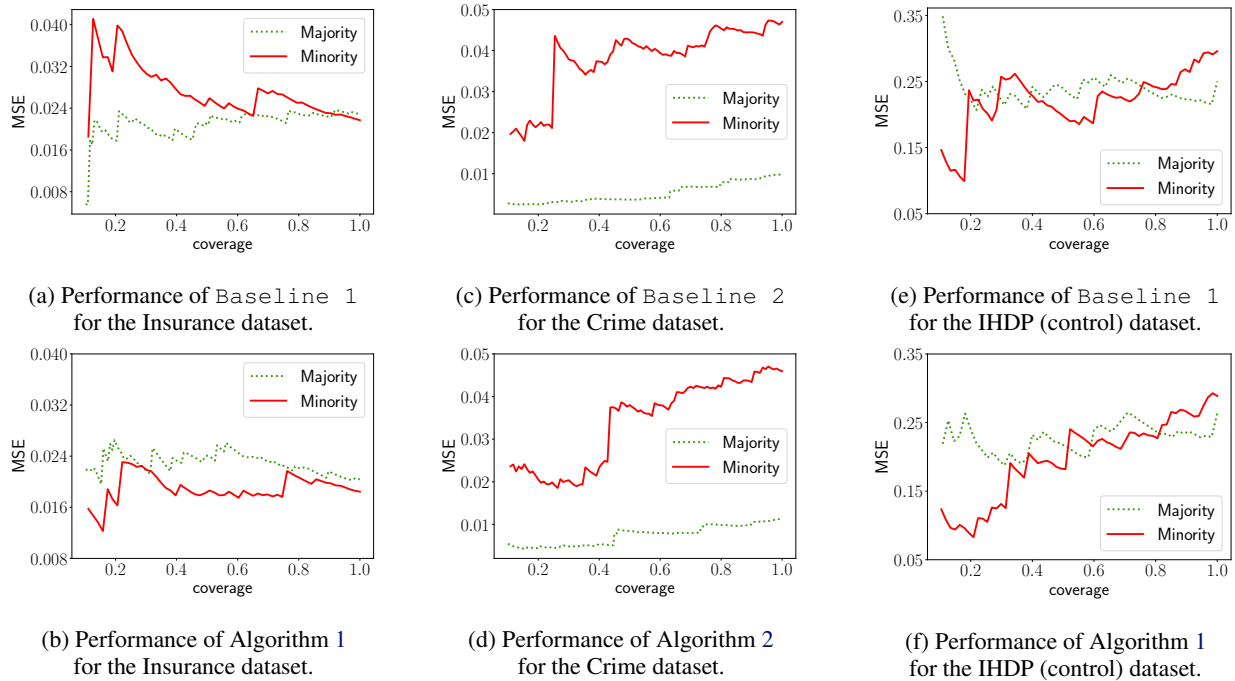 0.040
0.032
0.024
0.016
0.008
MSE
Majority
Minority
0.2 0.4 0.6 0.8 1.0
coverage
(a) Performance of Baseline 1
for the Insurance dataset.
0.05
0.04
0.03
0.02
0.01
MSE
Majority
Minority
0.2 0.4 0.6 0.8 1.0
coverage
(c) Performance of Baseline 2
for the Crime dataset.
0.35
0.25
0.15
0.05
MSE
Majority
Minority
0.2 0.4 0.6 0.8 1.0
coverage
(e) Performance of Baseline 1
for the IHDP (control) dataset.
0.040
0.032
0.024
0.016
0.008
MSE
Majority
Minority
0.2 0.4 0.6 0.8 1.0
coverage
(b) Performance of Algorithm 1
for the Insurance dataset.
0.05
0.04
0.03
0.02
0.01
MSE
Majority
Minority
0.2 0.4 0.6 0.8 1.0
coverage
(d) Performance of Algorithm 2
for the Crime dataset.
0.35
0.25
0.15
0.05
MSE
Majority
Minority
0.2 0.4 0.6 0.8 1.0
coverage
(f) Performance of Algorithm 1
for the IHDP (control) dataset.